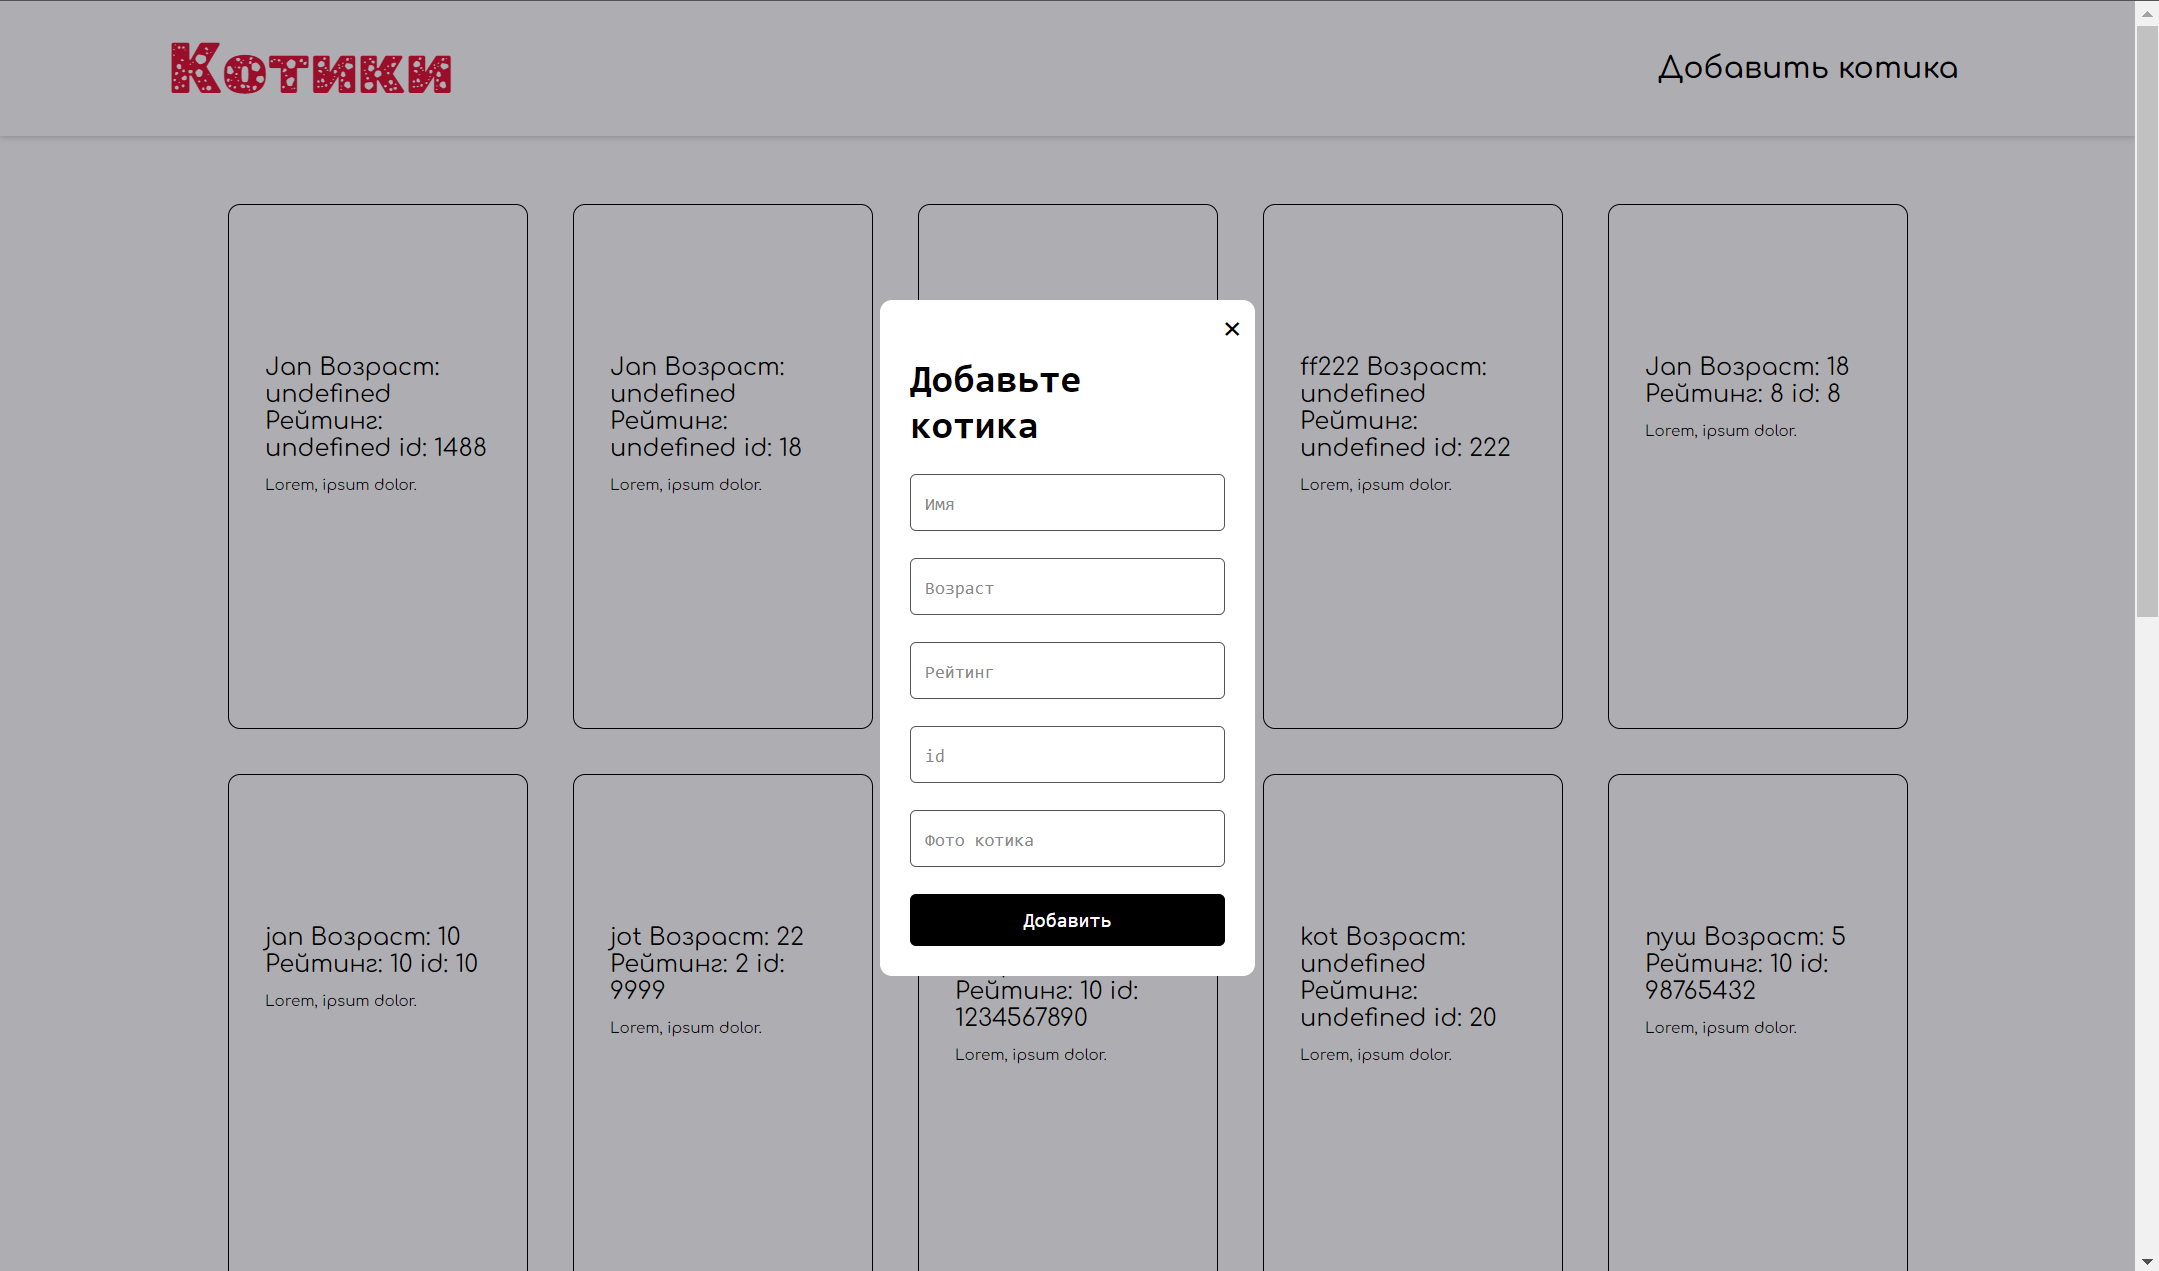 Котики
Добавить котика
Jan Возраст:
undefined
Рейтинг:
undefined id: 1488
Lorem, ipsum dolor.
Jan Возраст:
undefined
Рейтинг:
undefined id: 18
Lorem, ipsum dolor.
ff222 Возраст:
undefined
Рейтинг:
undefined id: 222
Lorem, ipsum dolor.
Jan Возраст: 18
Рейтинг: 8 id: 8
Lorem, ipsum dolor.
×
Добавьте
котика
Имя
Возраст
Рейтинг
id
Фото котика
Добавить
jan Возраст: 10
Рейтинг: 10 id: 10
Lorem, ipsum dolor.
jot Возраст: 22
Рейтинг: 2 id:
9999
Lorem, ipsum dolor.
Рейтинг: 10 id:
1234567890
Lorem, ipsum dolor.
kot Возраст:
undefined
Рейтинг:
undefined id: 20
Lorem, ipsum dolor.
пуш Возраст: 5
Рейтинг: 10 id:
98765432
Lorem, ipsum dolor.